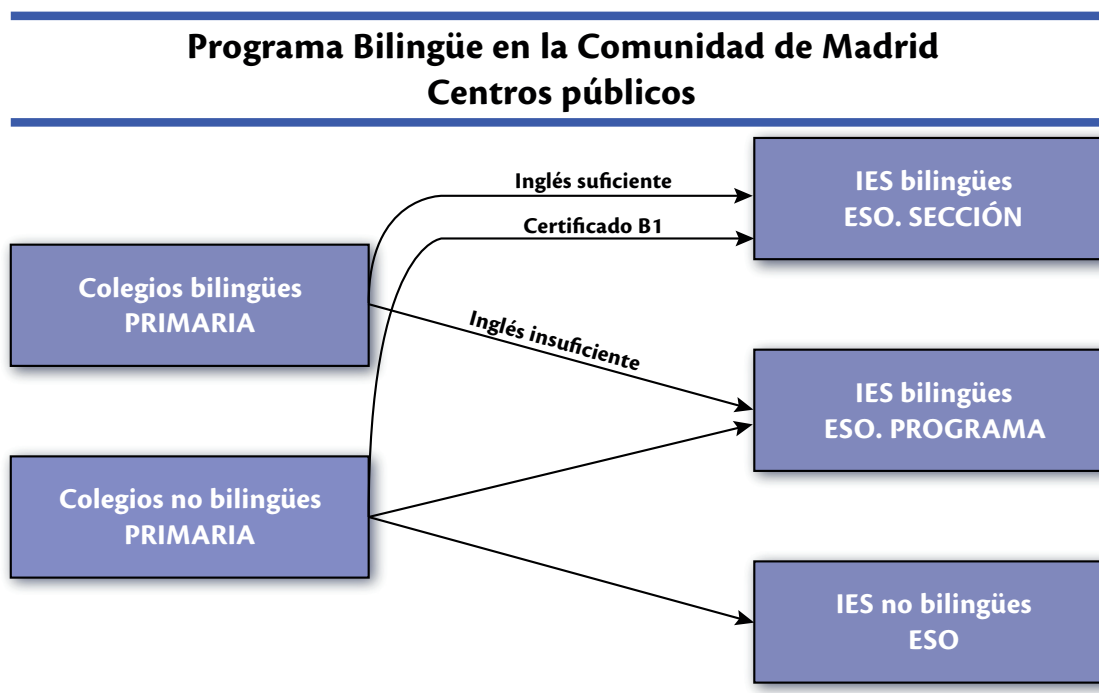 Programa Bilingüe en la Comunidad de Madrid
Centros públicos
Inglés suficiente
Certificado B1
IES bilingües
ESO. SECCIÓN
Colegios bilingües
PRIMARIA
Inglés insuficiente
IES bilingües
ESO. PROGRAMA
Colegios no bilingües
PRIMARIA
IES no bilingües
ESO